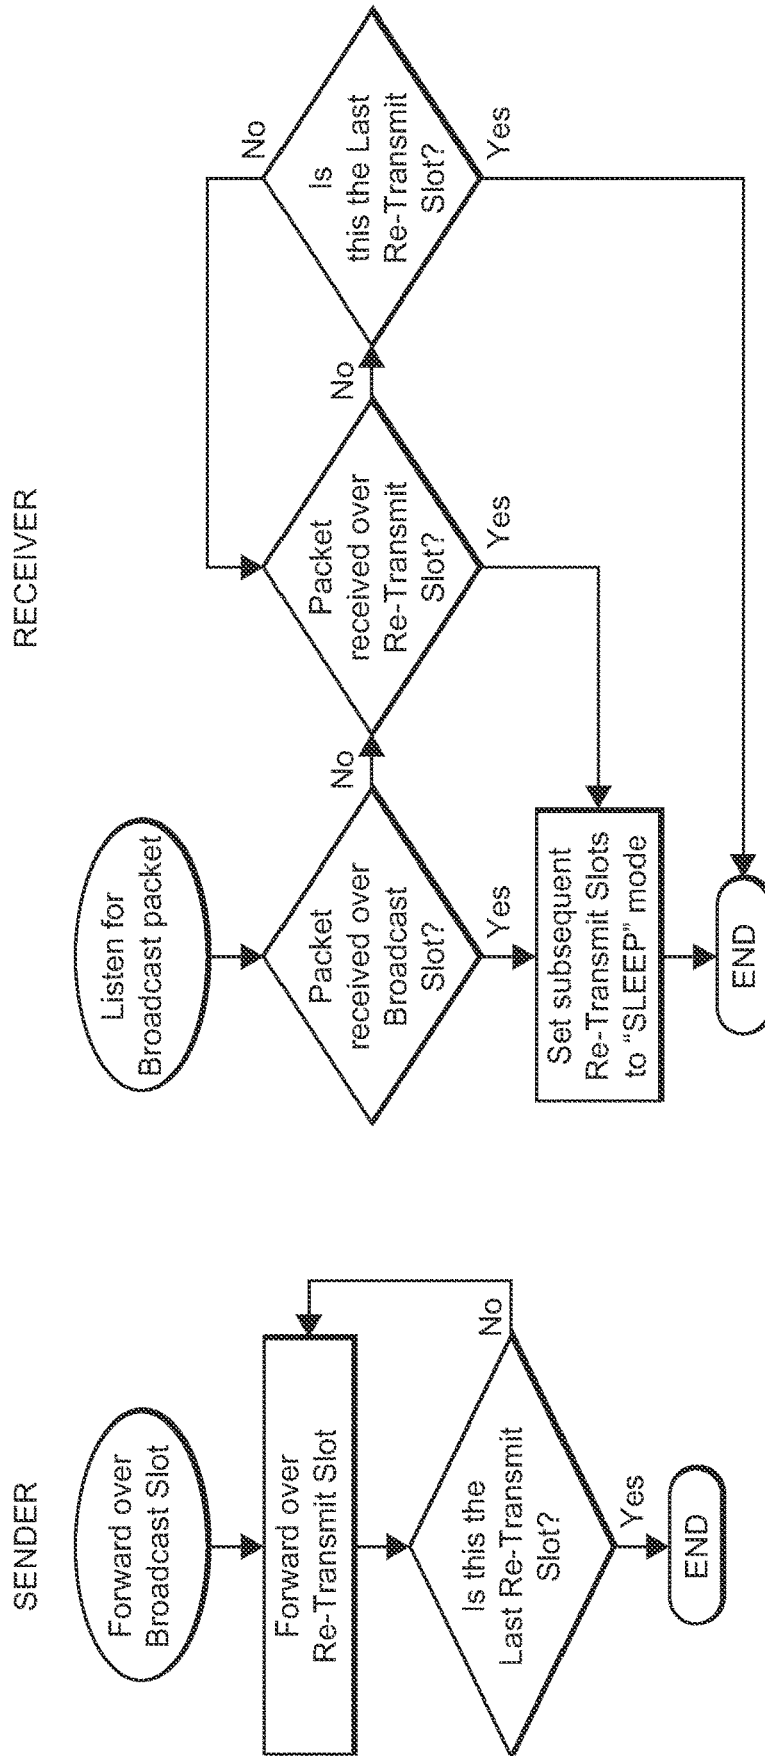 SENDER
Forward over
Broadcast Slot
Forward over
Re-Transmit Slot
Is this the
Last Re-Transmit
Slot?
No
Yes
END
RECEIVER
Listen for
Broadcast packet
Packet
received over
Broadcast
Slot?
No
Yes
Packet
received over
Re-Transmit
Slot?
No
Yes
Is
this the Last
Re-Transmit
Slot?
No
Yes
Set subsequent
Re-Transmit Slots
to “SLEEP” mode
END